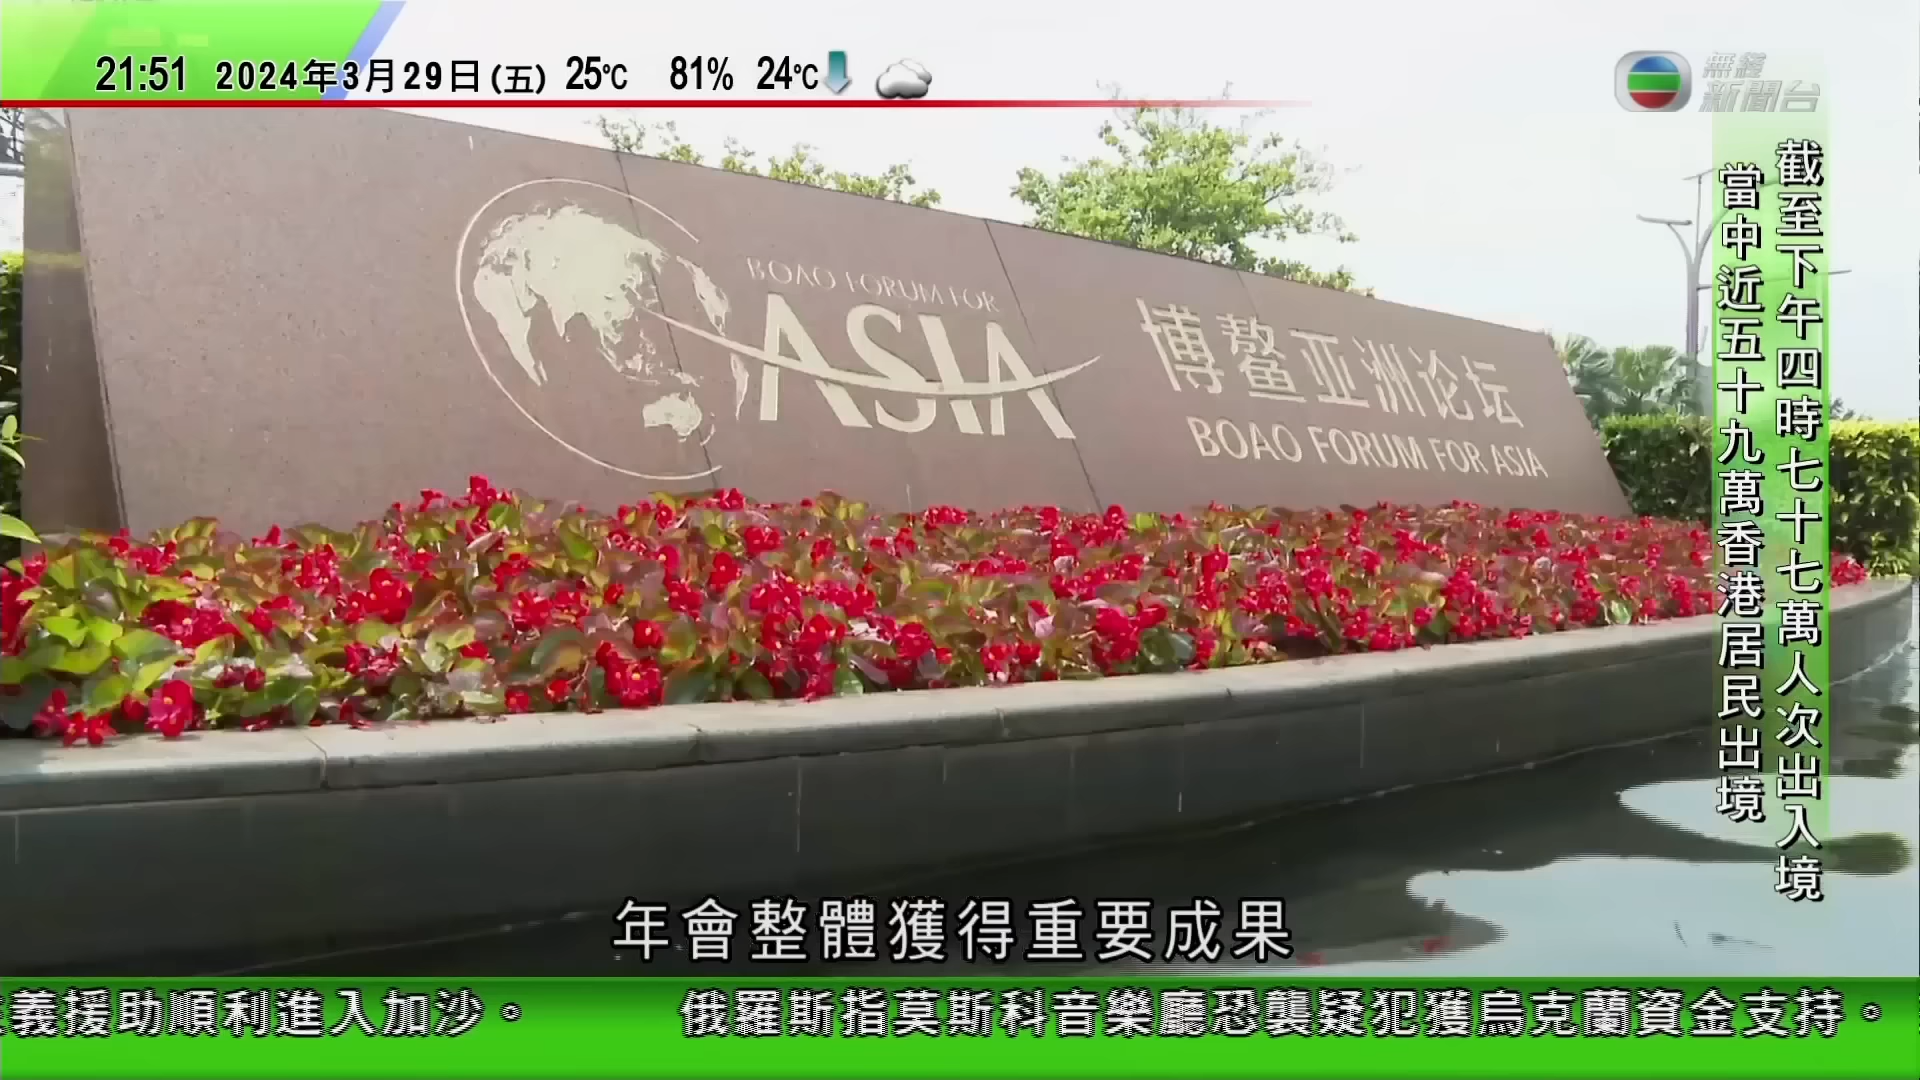 21:51 2024年3月29日(五) 25℃ 81% 24℃
無綫
新聞台
截至下午四時七十七萬人次出入境
當中近五十九萬香港居民出境
BOAO FORUM FOR
ASIA
博鳌亚洲论坛
BOAO FORUM FOR ASIA
年會整體獲得重要成果
義援助順利進入加沙。 俄羅斯指莫斯科音樂廳恐襲疑犯獲烏克蘭資金支持。